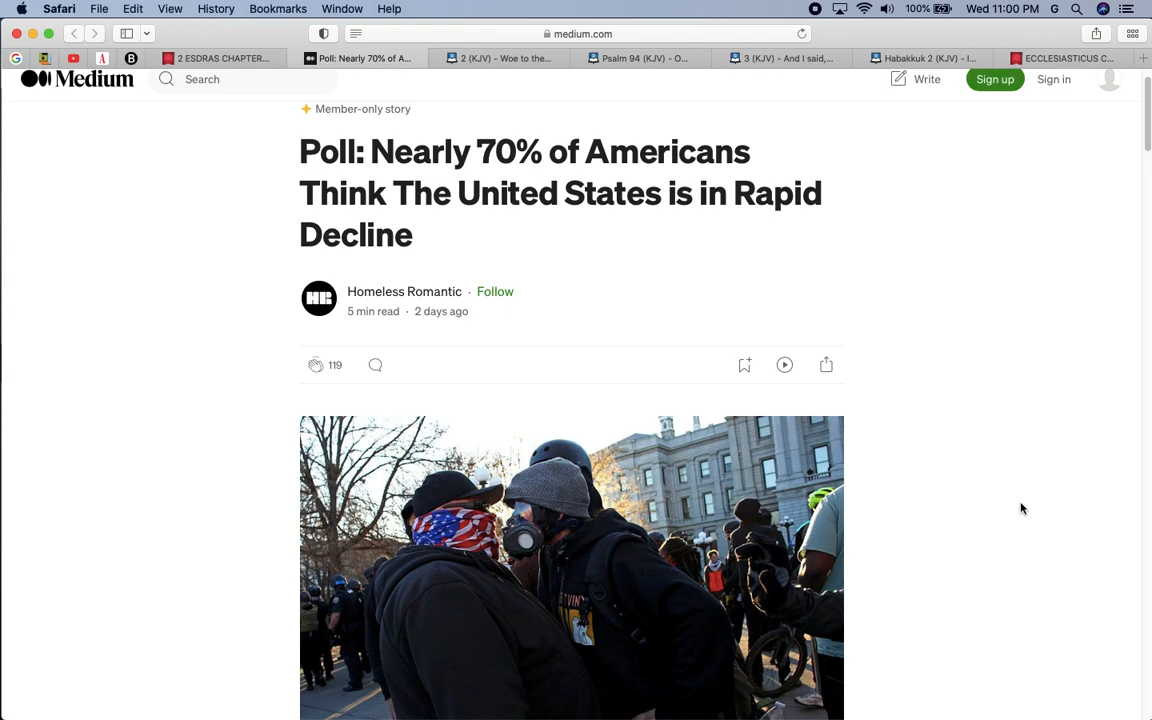 Safari File Edit View History Bookmarks Window Help 100% Wed 11:00 PM G
medium.com
G A B 2 ESDRAS CHAPTER... Poll: Nearly 70% of A... 2 (KJV) - Woe to the... Psalm 94 (KJV) - O... 3 (KJV) - And I said,... Habakkuk 2 (KJV) - I... ECCLESIASTICUS C...
Medium Search Write Sign up Sign in
Member-only story
Poll: Nearly 70% of Americans
Think The United States is in Rapid
Decline
HR Homeless Romantic · Follow
5 min read · 2 days ago
119